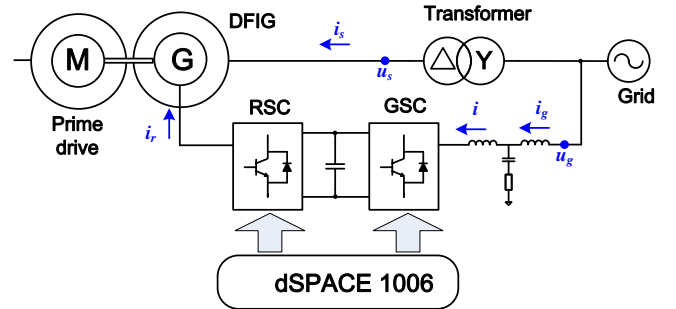 DFIG
Transformer
M
G
i_s
u_s
Δ
Y
Grid
Prime
drive
i_r
RSC
GSC
i
i_g
u_g
dSPACE 1006